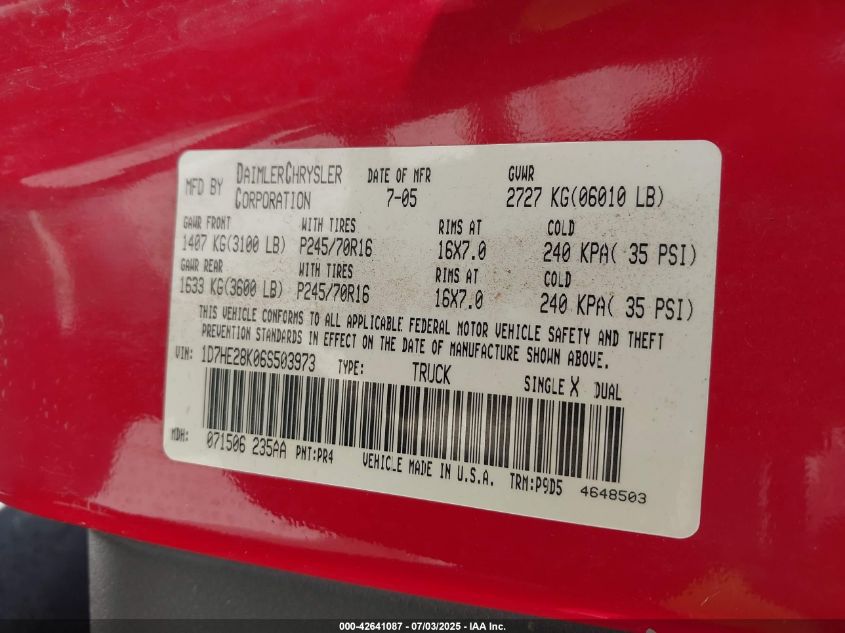 MFD BY DAIMLERCHRYSLER CORPORATION DATE OF MFR 7-05 GVWR 2727 KG(06010 LB)
GAWR FRONT WITH TIRES RIMS AT COLD
1407 KG(3100 LB) P245/70R16 16X7.0 240 KPA( 35 PSI)
GAWR REAR WITH TIRES RIMS AT COLD
1633 KG(3600 LB) P245/70R16 16X7.0 240 KPA( 35 PSI)
THIS VEHICLE CONFORMS TO ALL APPLICABLE FEDERAL MOTOR VEHICLE SAFETY AND THEFT
PREVENTION STANDARDS IN EFFECT ON THE DATE OF MANUFACTURE SHOWN ABOVE.
VIN: 1D7HE28K06S503973 TYPE: TRUCK SINGLE X DUAL
MDH: 071506 235AA PNT:PR4 VEHICLE MADE IN U.S.A. TRM:P9D5 4648503
000-42641087 - 07/03/2025 - IAA Inc.